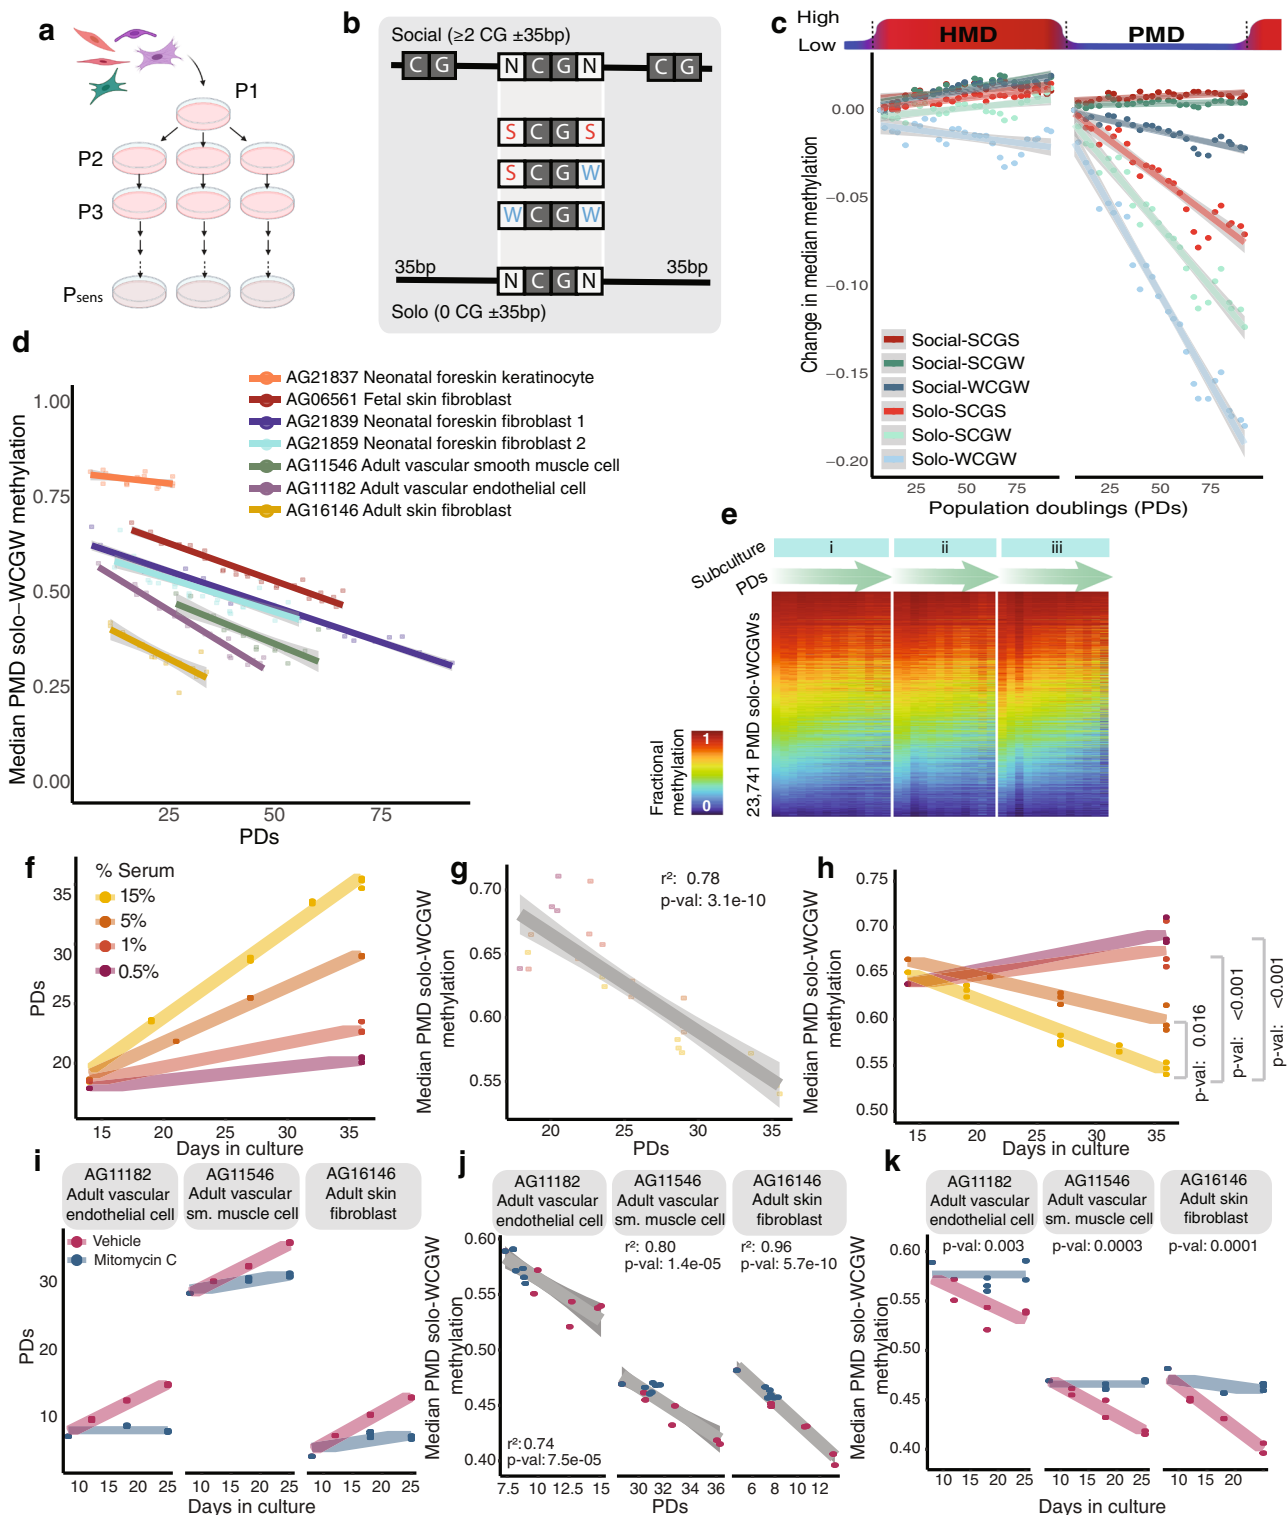 a
P1
P2
P3
Psens
b
Social (≥2 CG ±35bp)
C G N C G N C G
S C G S
S C G W
W C G W
35bp 35bp
N C G N
Solo (0 CG ±35bp)
c
High
Low
HMD PMD
Change in median methylation
0.00
−0.05
−0.10
−0.15
−0.20
Social-SCGS
Social-SCGW
Social-WCGW
Solo-SCGS
Solo-SCGW
Solo-WCGW
25 50 75 25 50 75
Population doublings (PDs)
d
Median PMD solo−WCGW methylation
1.00
0.75
0.50
0.25
0.00
AG21837 Neonatal foreskin keratinocyte
AG06561 Fetal skin fibroblast
AG21839 Neonatal foreskin fibroblast 1
AG21859 Neonatal foreskin fibroblast 2
AG11546 Adult vascular smooth muscle cell
AG11182 Adult vascular endothelial cell
AG16146 Adult skin fibroblast
25 50 75
PDs
e
Subculture
i ii iii
PDs
23,741 PMD solo-WCGWs
Fractional
methylation
1
0
f
% Serum
15%
5%
1%
0.5%
PDs
35
30
25
20
15 20 25 30 35
Days in culture
g
Median PMD solo-WCGW
methylation
r²: 0.78
p-val: 3.1e-10
0.70
0.65
0.60
0.55
20 25 30 35
PDs
h
Median PMD solo-WCGW
methylation
0.75
0.70
0.65
0.60
0.55
0.50
p-val: 0.016
p-val: <0.001
p-val: <0.001
15 20 25 30 35
Days in culture
i
AG11182
Adult vascular
endothelial cell
AG11546
Adult vascular
sm. muscle cell
AG16146
Adult skin
fibroblast
Vehicle
Mitomycin C
PDs
30
20
10
10 15 20 25 10 15 20 25 10 15 20 25
Days in culture
j
AG11182
Adult vascular
endothelial cell
AG11546
Adult vascular
sm. muscle cell
AG16146
Adult skin
fibroblast
Median PMD solo-WCGW
methylation
r²: 0.80
p-val: 1.4e-05
r²: 0.96
p-val: 5.7e-10
0.60
0.55
0.50
0.45
0.40
r²: 0.74
p-val: 7.5e-05
7.5 10 12.5 15 30 32 34 36 6 8 10 12
PDs
k
AG11182
Adult vascular
endothelial cell
AG11546
Adult vascular
sm. muscle cell
AG16146
Adult skin
fibroblast
p-val: 0.003 p-val: 0.0003 p-val: 0.0001
Median PMD solo-WCGW
methylation
0.60
0.55
0.50
0.45
0.40
10 15 20 25 10 15 20 25 10 15 20
Days in culture